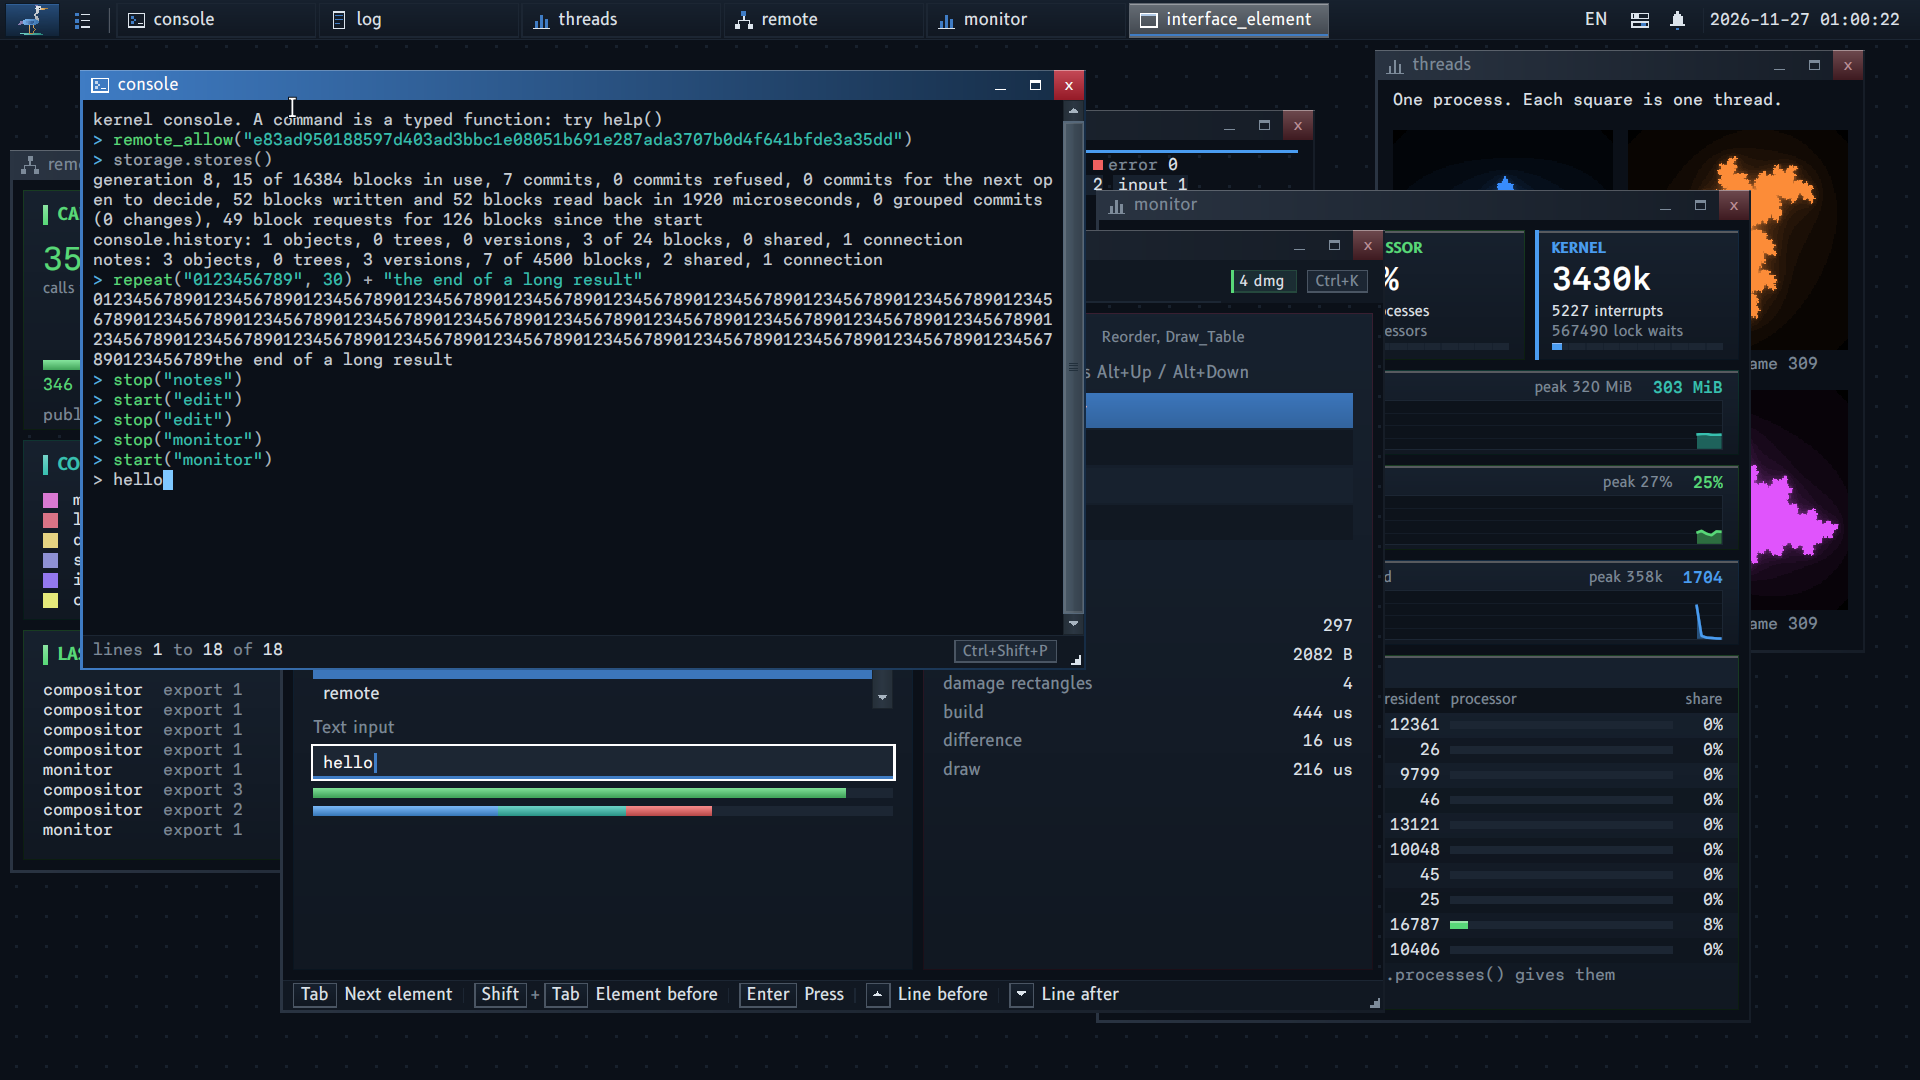 console
log
threads
remote
monitor
interface_element
EN
2026-11-27 01:00:22
console
kernel console. A command is a typed function: try help()
> remote_allow("e83ad950188597d403ad3bbc1e08051b691e287ada3707b0d4f641bfde3a35dd")
> storage.stores()
generation 8, 15 of 16384 blocks in use, 7 commits, 0 commits refused, 0 commits for the next op
en to decide, 52 blocks written and 52 blocks read back in 1920 microseconds, 0 grouped commits
(0 changes), 49 block requests for 126 blocks since the start
console.history: 1 objects, 0 trees, 0 versions, 3 of 24 blocks, 0 shared, 1 connection
notes: 3 objects, 0 trees, 3 versions, 7 of 4500 blocks, 2 shared, 1 connection
> repeat("0123456789", 30) + "the end of a long result"
012345678901234567890123456789012345678901234567890123456789012345678901234567890123456789012345
678901234567890123456789012345678901234567890123456789012345678901234567890123456789012345678901
234567890123456789012345678901234567890123456789012345678901234567890123456789012345678901234567
890123456789the end of a long result
> stop("notes")
> start("edit")
> stop("edit")
> stop("monitor")
> start("monitor")
> hello
lines 1 to 18 of 18
Ctrl+Shift+P
calls
346
compositor export 1
compositor export 1
compositor export 1
compositor export 1
monitor export 1
compositor export 3
compositor export 2
monitor export 1
error 0
2 input 1
threads
One process. Each square is one thread.
309
309
monitor
KERNEL
3430k
5227 interrupts
567490 lock waits
peak 320 MiB 303 MiB
peak 27% 25%
peak 358k 1704
resident processor share
12361 0%
26 0%
9799 0%
46 0%
13121 0%
10048 0%
45 0%
25 0%
16787 8%
10406 0%
.processes() gives them
4 dmg
Ctrl+K
Reorder, Draw_Table
Alt+Up / Alt+Down
297
2082 B
damage rectangles 4
build 444 us
difference 16 us
draw 216 us
remote
Text input
hello
Tab Next element
Shift + Tab Element before
Enter Press
Line before
Line after